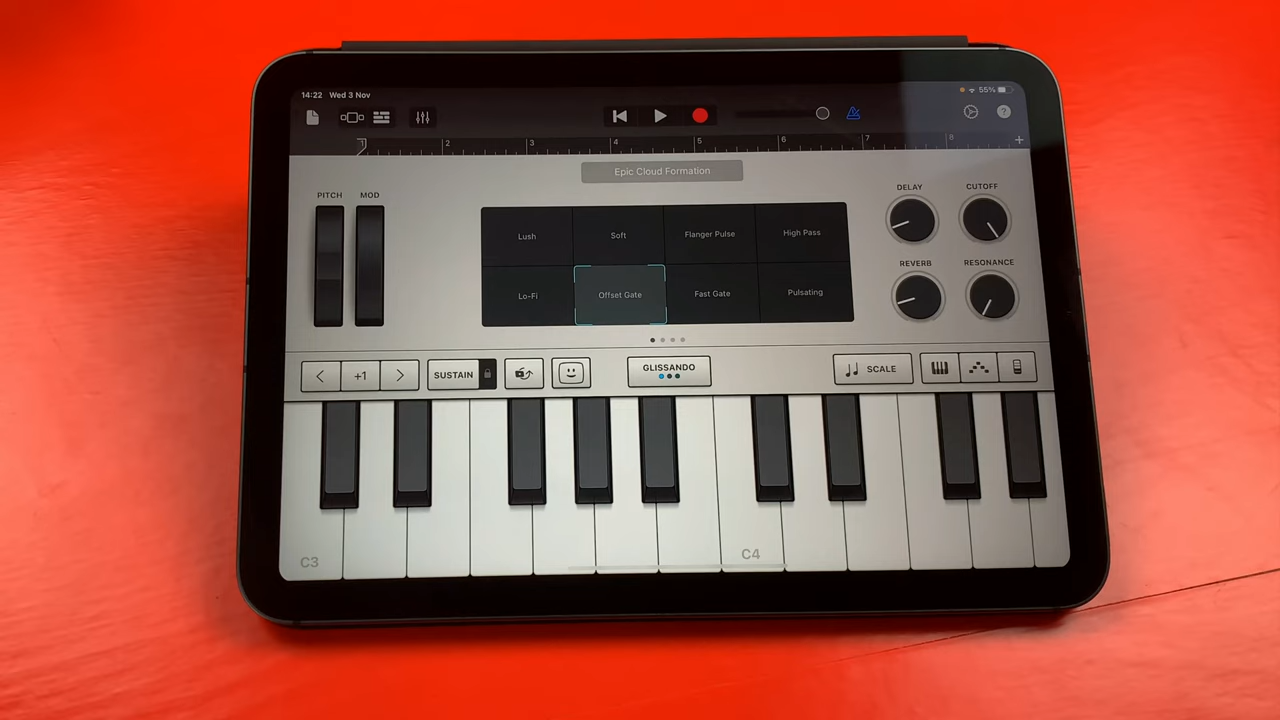 14:22 Wed 3 Nov
55%
1 2 3 4 5 6 7 8 +
Epic Cloud Formation
PITCH MOD
DELAY CUTOFF
Lush Soft Flanger Pulse High Pass
REVERB RESONANCE
Lo-Fi Offset Gate Fast Gate Pulsating
+1
SUSTAIN
GLISSANDO
SCALE
C3
C4
?